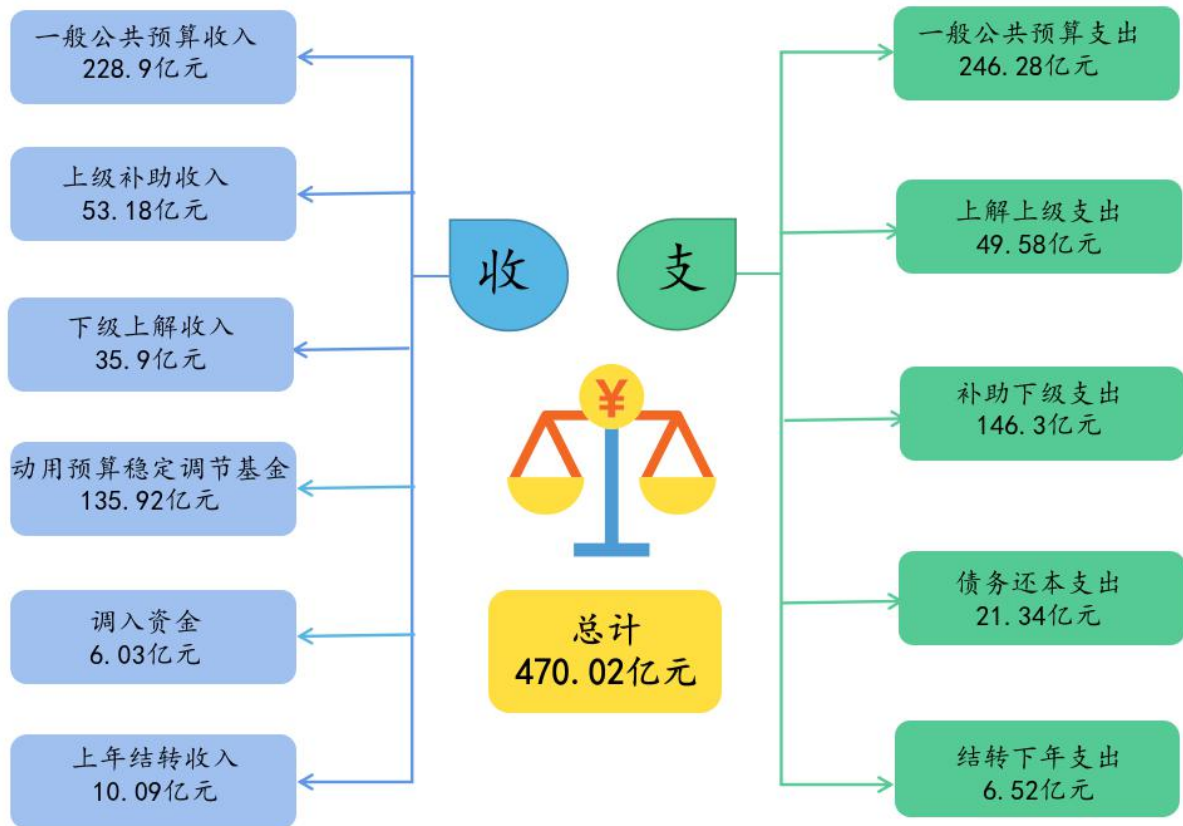 一般公共预算收入
228.9亿元
上级补助收入
53.18亿元
下级上解收入
35.9亿元
动用预算稳定调节基金
135.92亿元
调入资金
6.03亿元
上年结转收入
10.09亿元
收
支
¥
总计
470.02亿元
一般公共预算支出
246.28亿元
上解上级支出
49.58亿元
补助下级支出
146.3亿元
债务还本支出
21.34亿元
结转下年支出
6.52亿元